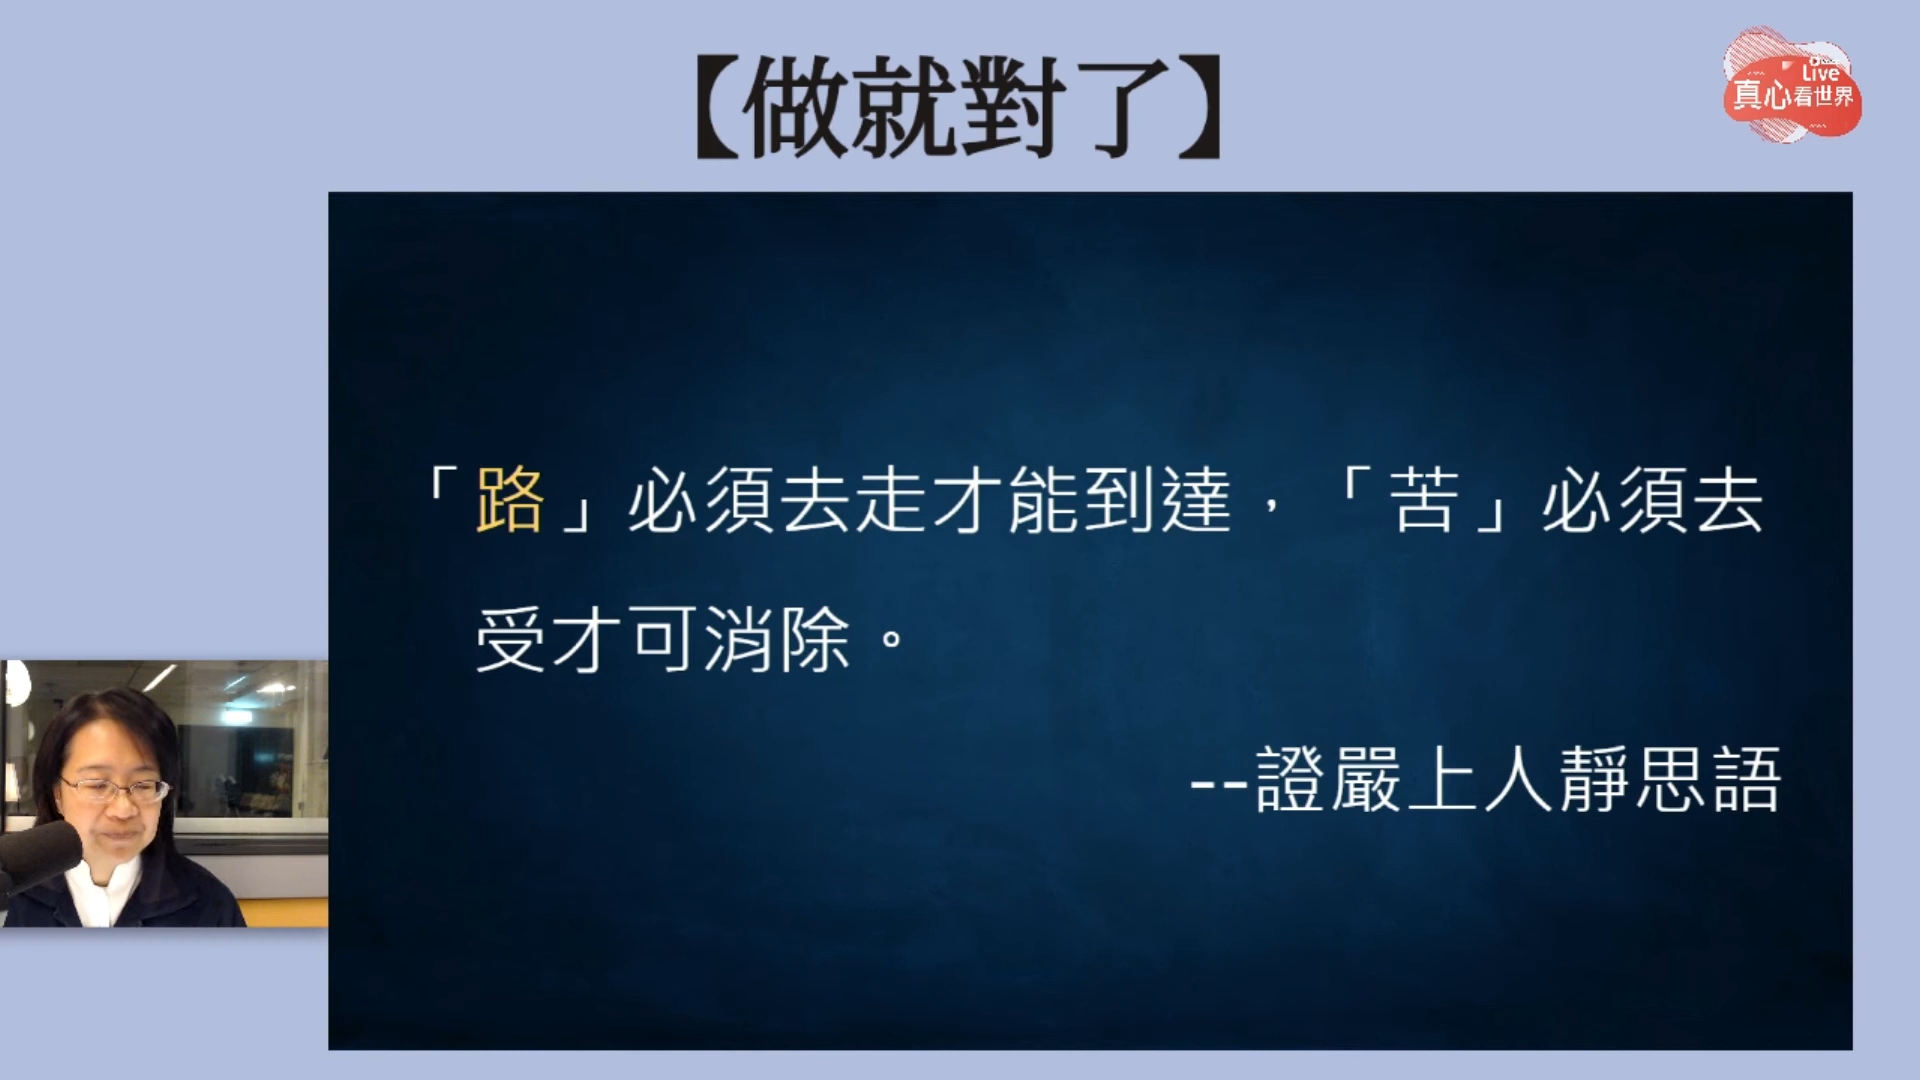 【做就對了】
Live
真心看世界
「路」必須去走才能到達,「苦」必須去
受才可消除。
--證嚴上人靜思語